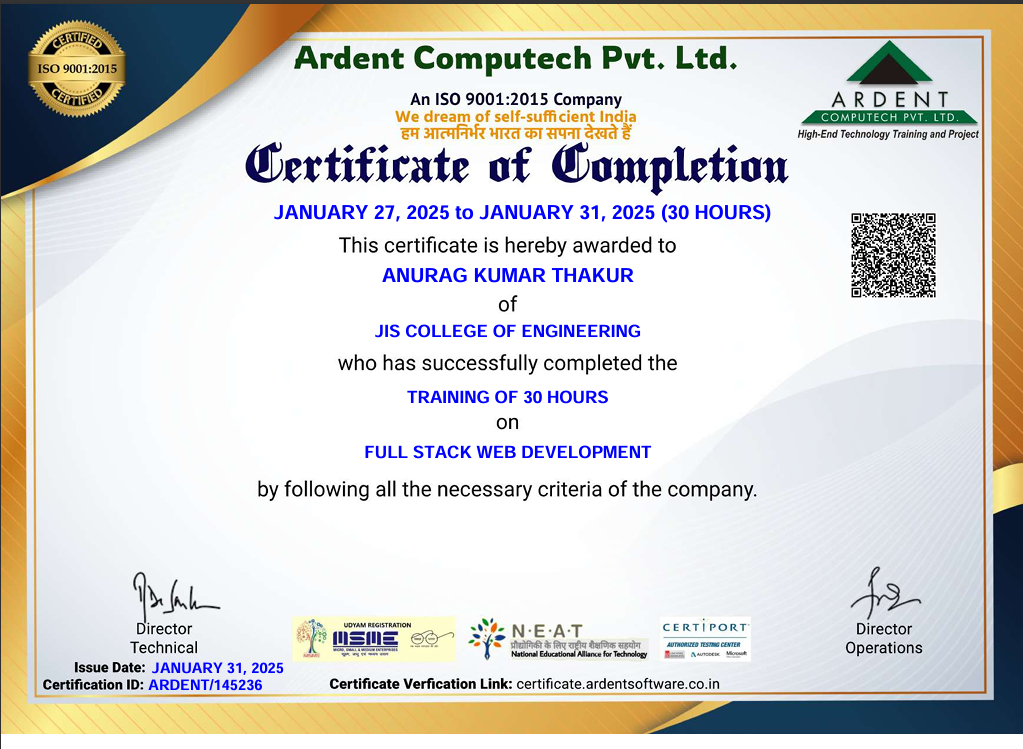 CERTIFIED
ISO 9001:2015
CERTIFIED
Ardent Computech Pvt. Ltd.
An ISO 9001:2015 Company
We dream of self-sufficient India
हम आत्मनिर्भर भारत का सपना देखते हैं
ARDENT
COMPUTECH PVT. LTD.
High-End Technology Training and Project
Certificate of Completion
JANUARY 27, 2025 to JANUARY 31, 2025 (30 HOURS)
This certificate is hereby awarded to
ANURAG KUMAR THAKUR
of
JIS COLLEGE OF ENGINEERING
who has successfully completed the
TRAINING OF 30 HOURS
on
FULL STACK WEB DEVELOPMENT
by following all the necessary criteria of the company.
Director
Technical
Director
Operations
UDYAM REGISTRATION
MSME
MICRO, SMALL & MEDIUM ENTERPRISES
सूक्ष्म, लघु एवं मध्यम उद्यम
N·E·A·T
प्रौद्योगिकी के लिए राष्ट्रीय शैक्षणिक सहयोग
National Educational Alliance for Technology
CERTIPORT
AUTHORIZED TESTING CENTER
AUTODESK
Microsoft
Issue Date: JANUARY 31, 2025
Certification ID: ARDENT/145236
Certificate Verfication Link: certificate.ardentsoftware.co.in